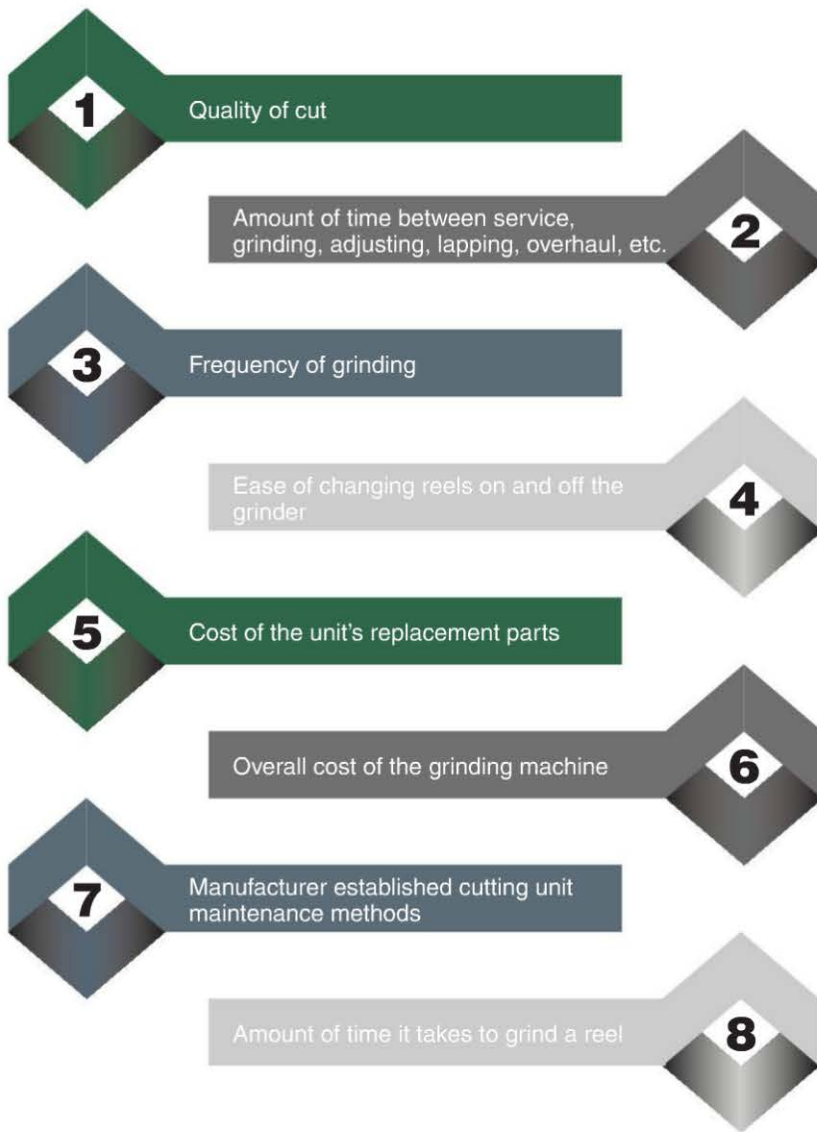 1
Quality of cut
Amount of time between service,
grinding, adjusting, lapping, overhaul, etc.
2
3
Frequency of grinding
Ease of changing reels on and off the
grinder
4
5
Cost of the unit's replacement parts
Overall cost of the grinding machine
6
7
Manufacturer established cutting unit
maintenance methods
Amount of time it takes to grind a reel
8